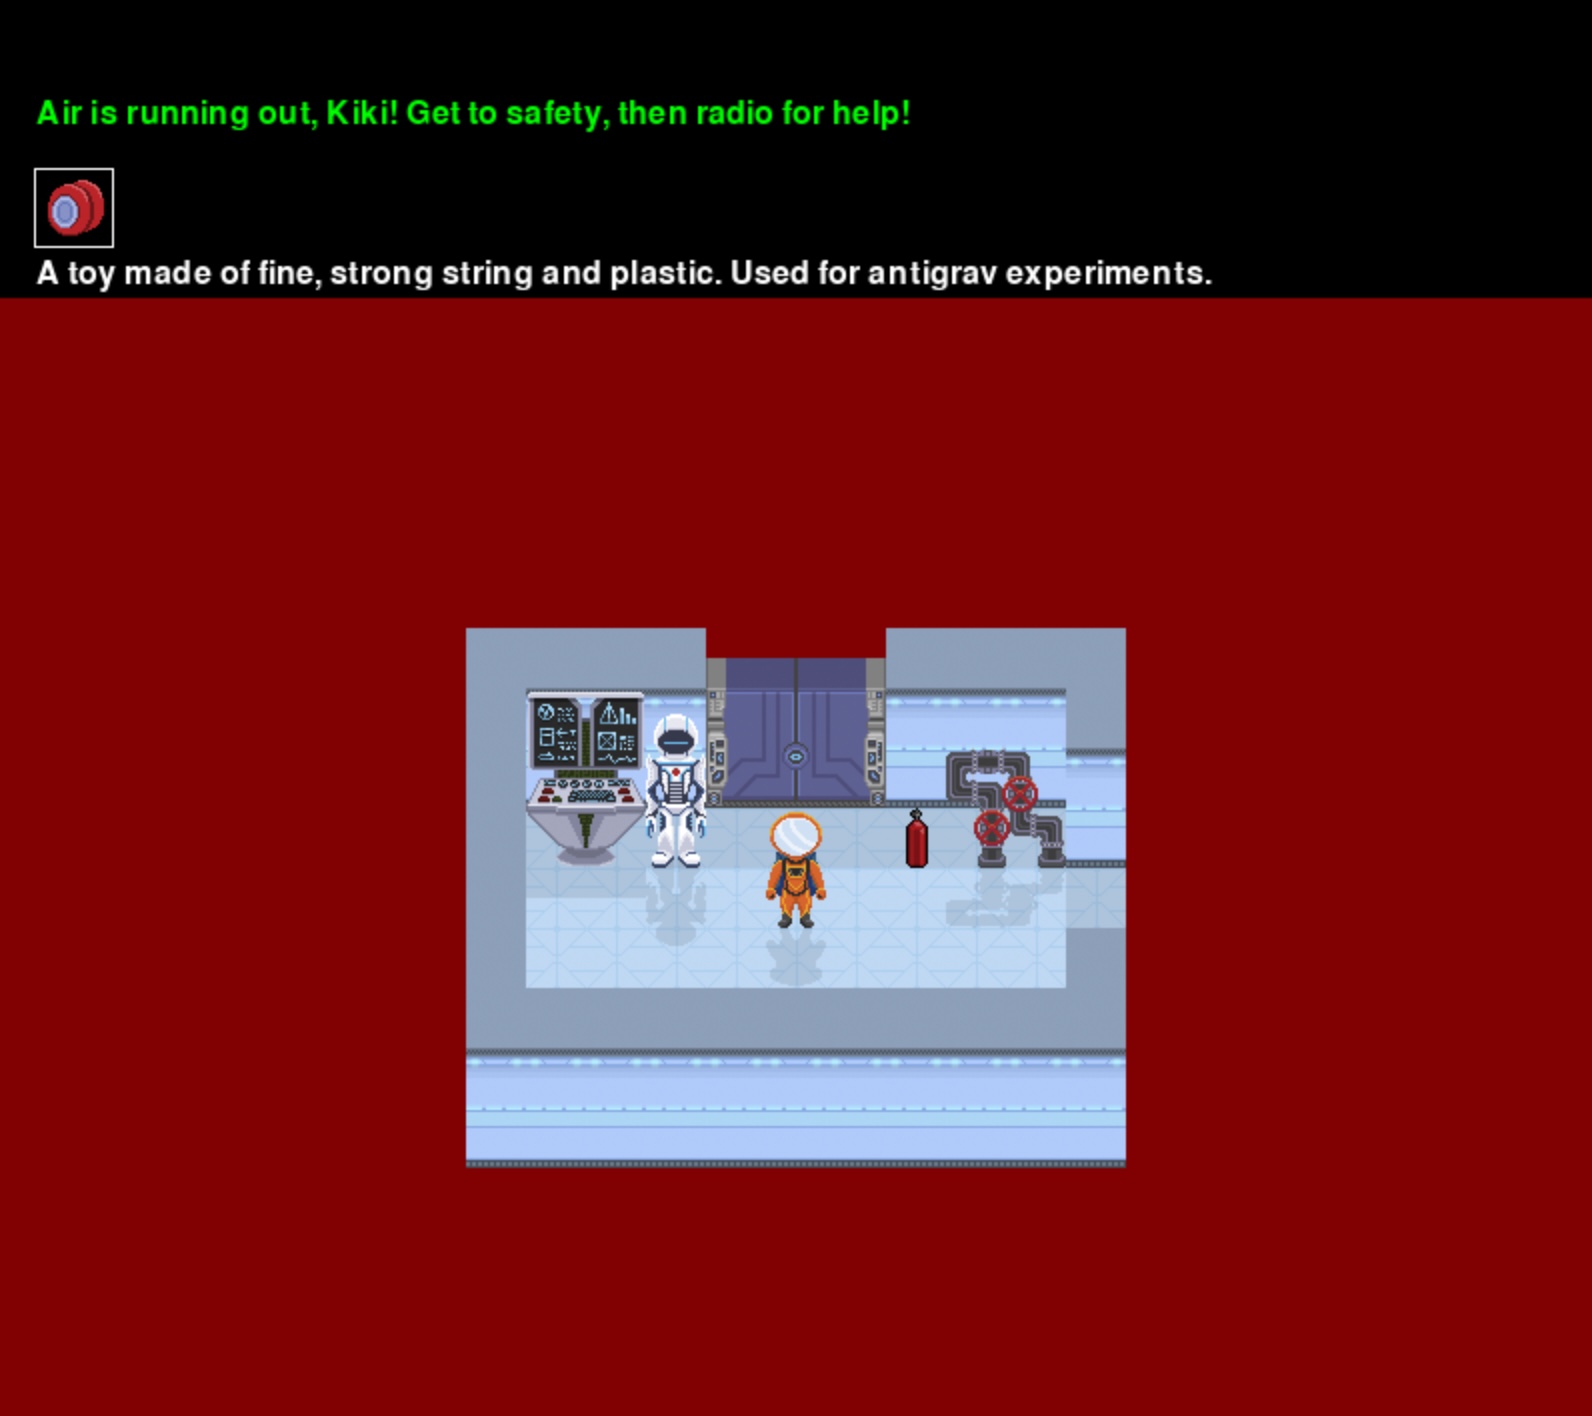 Air is running out, Kiki! Get to safety, then radio for help!
A toy made of fine, strong string and plastic. Used for antigrav experiments.